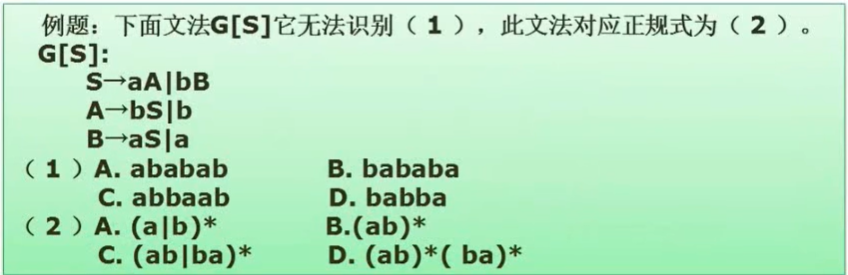 例题：下面文法G[S]它无法识别（ 1 ），此文法对应正规式为（ 2 ）。
G[S]:
S→aA|bB
A→bS|b
B→aS|a
（ 1 ）A. ababab B. bababa
C. abbaab D. babba
（ 2 ）A. (a|b)* B.(ab)*
C. (ab|ba)* D. (ab)*( ba)*